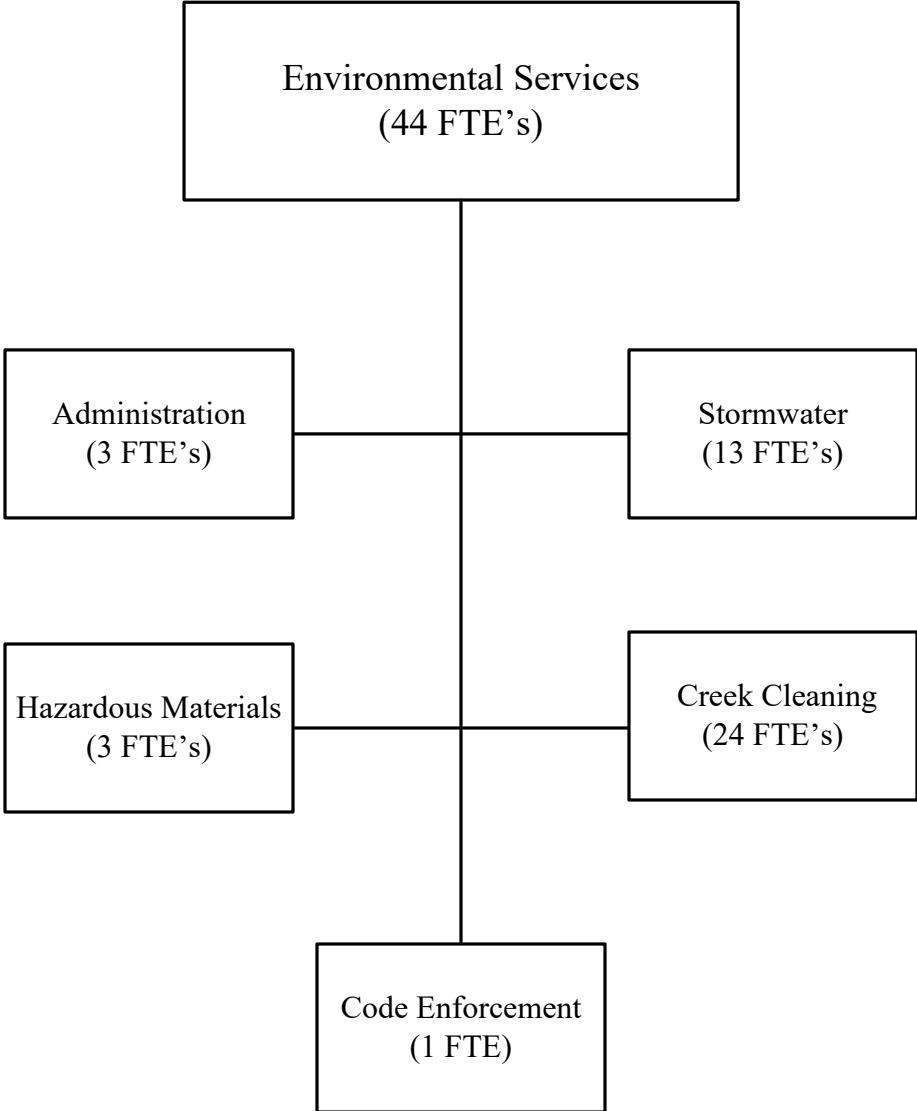 Environmental Services
(44 FTE’s)
Administration
(3 FTE’s)
Stormwater
(13 FTE’s)
Hazardous Materials
(3 FTE’s)
Creek Cleaning
(24 FTE’s)
Code Enforcement
(1 FTE)